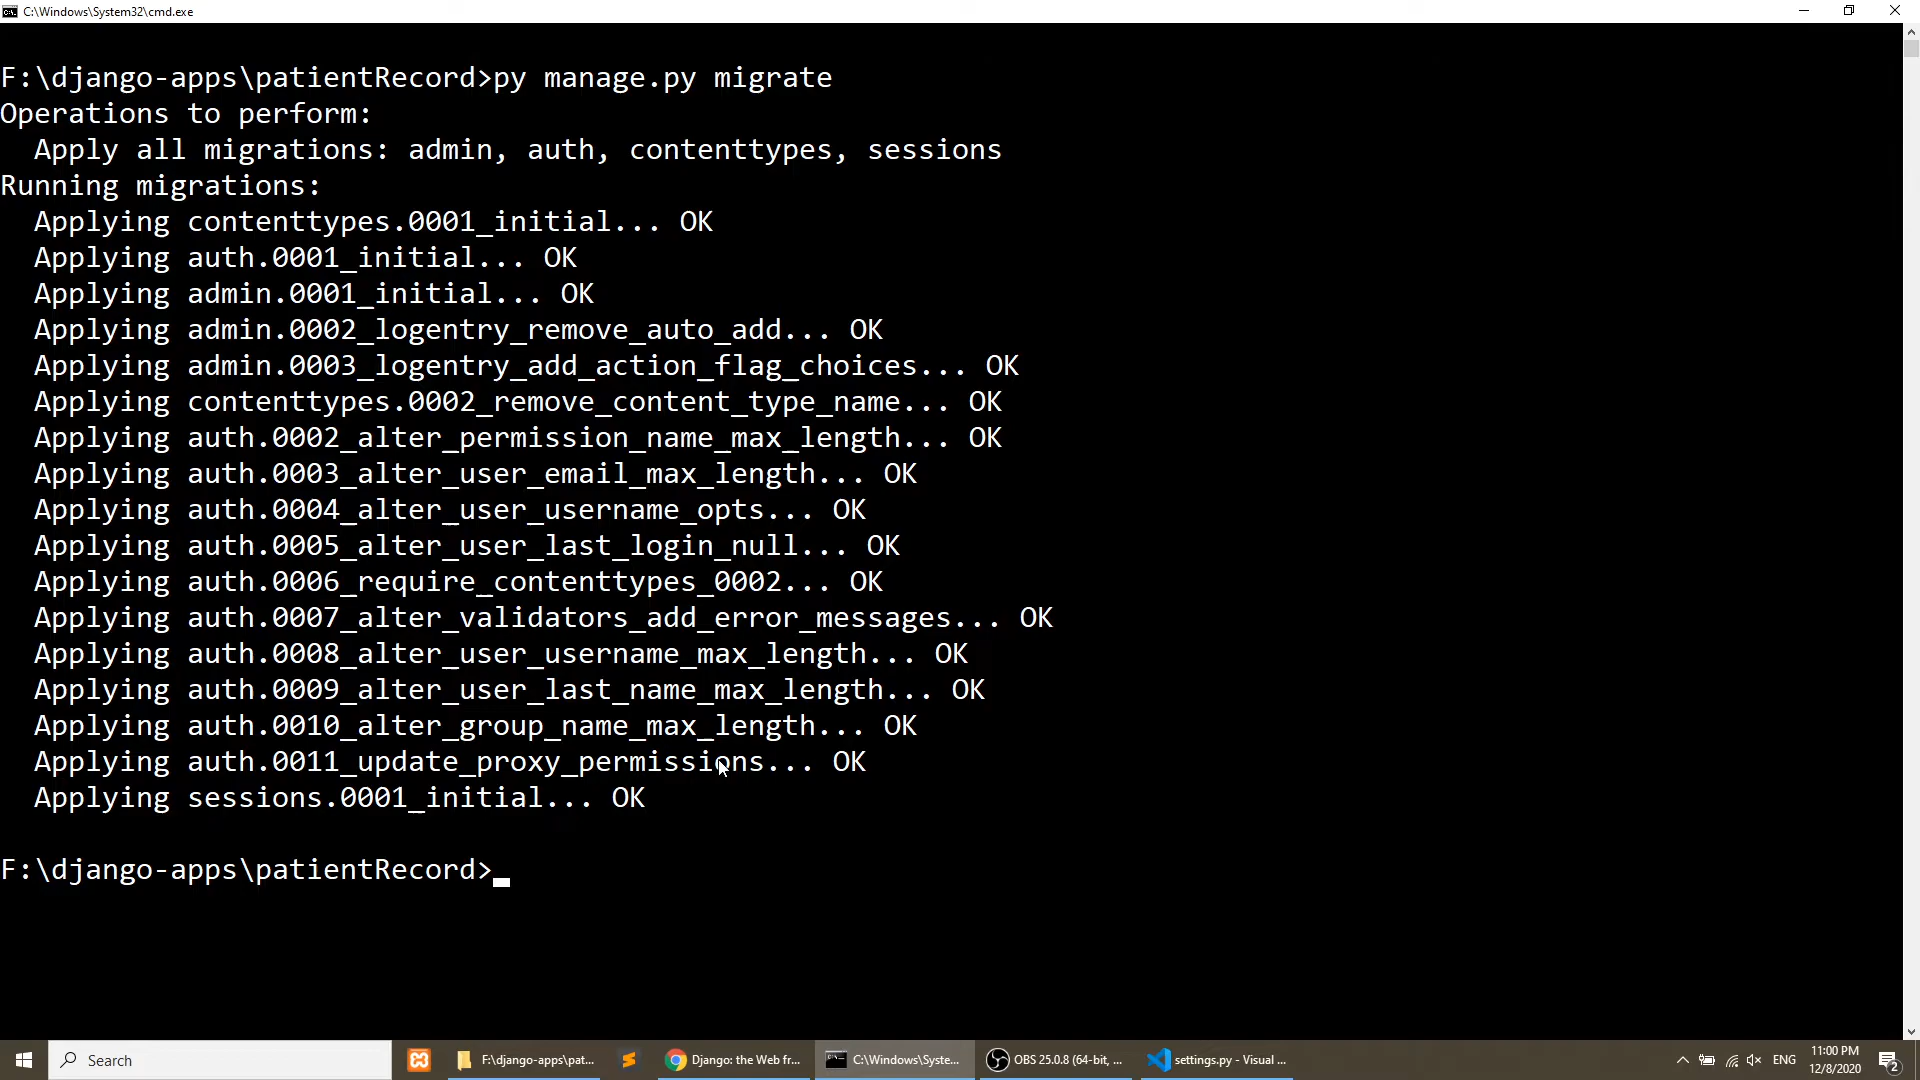 C:\Windows\System32\cmd.exe
F:\django-apps\patientRecord>py manage.py migrate
Operations to perform:
  Apply all migrations: admin, auth, contenttypes, sessions
Running migrations:
  Applying contenttypes.0001_initial... OK
  Applying auth.0001_initial... OK
  Applying admin.0001_initial... OK
  Applying admin.0002_logentry_remove_auto_add... OK
  Applying admin.0003_logentry_add_action_flag_choices... OK
  Applying contenttypes.0002_remove_content_type_name... OK
  Applying auth.0002_alter_permission_name_max_length... OK
  Applying auth.0003_alter_user_email_max_length... OK
  Applying auth.0004_alter_user_username_opts... OK
  Applying auth.0005_alter_user_last_login_null... OK
  Applying auth.0006_require_contenttypes_0002... OK
  Applying auth.0007_alter_validators_add_error_messages... OK
  Applying auth.0008_alter_user_username_max_length... OK
  Applying auth.0009_alter_user_last_name_max_length... OK
  Applying auth.0010_alter_group_name_max_length... OK
  Applying auth.0011_update_proxy_permissions... OK
  Applying sessions.0001_initial... OK
F:\django-apps\patientRecord>
Search
F:\django-apps\pat...
Django: the Web fr...
C:\Windows\Syste...
OBS 25.0.8 (64-bit, ...
settings.py - Visual ...
ENG
11:00 PM
12/8/2020
2